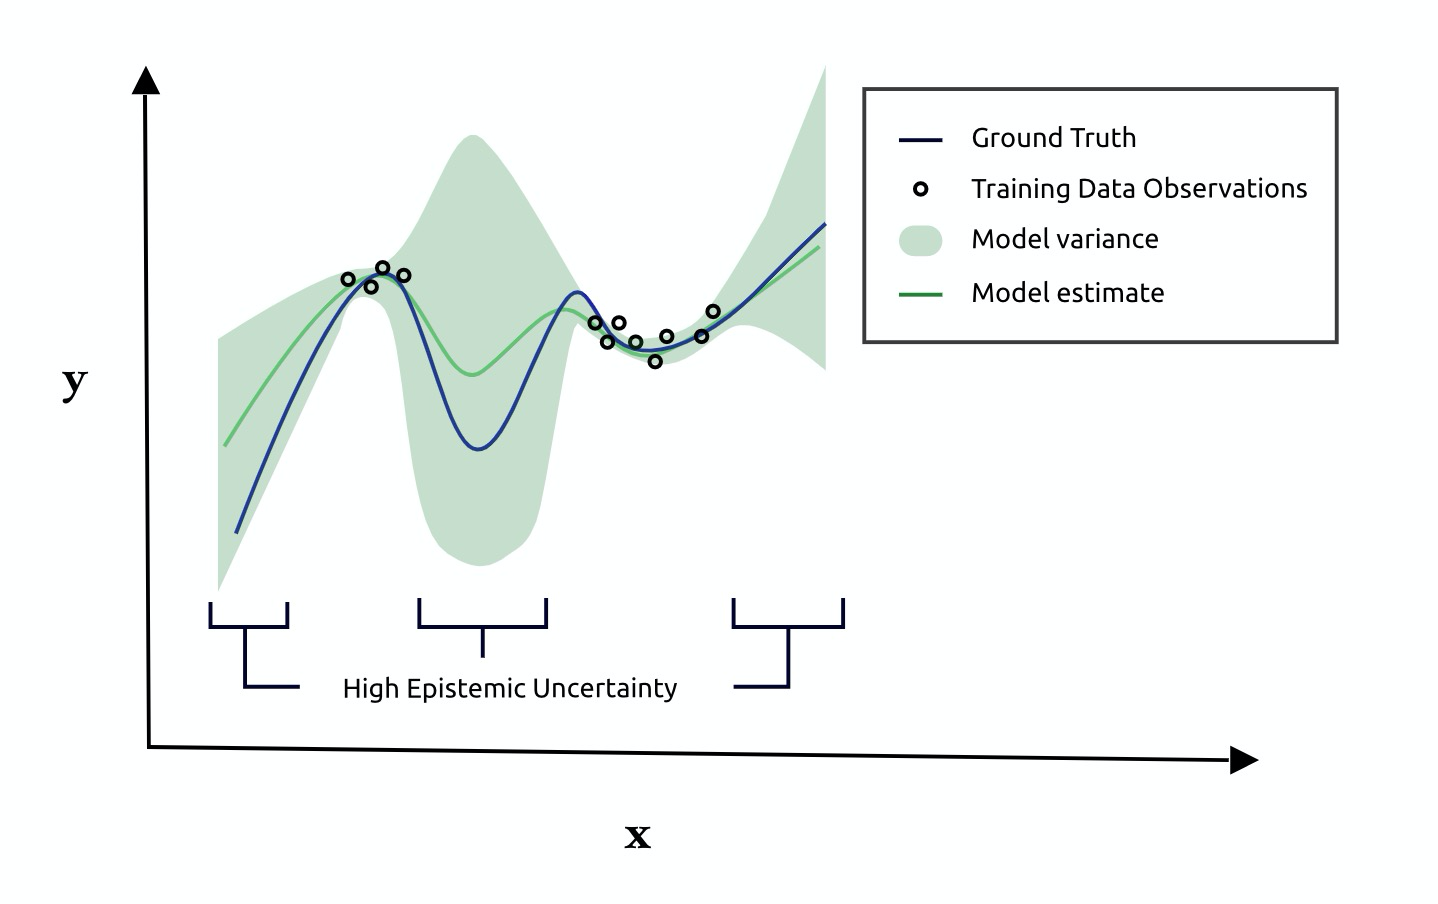 Ground Truth
Training Data Observations
Model variance
Model estimate
y
High Epistemic Uncertainty
x